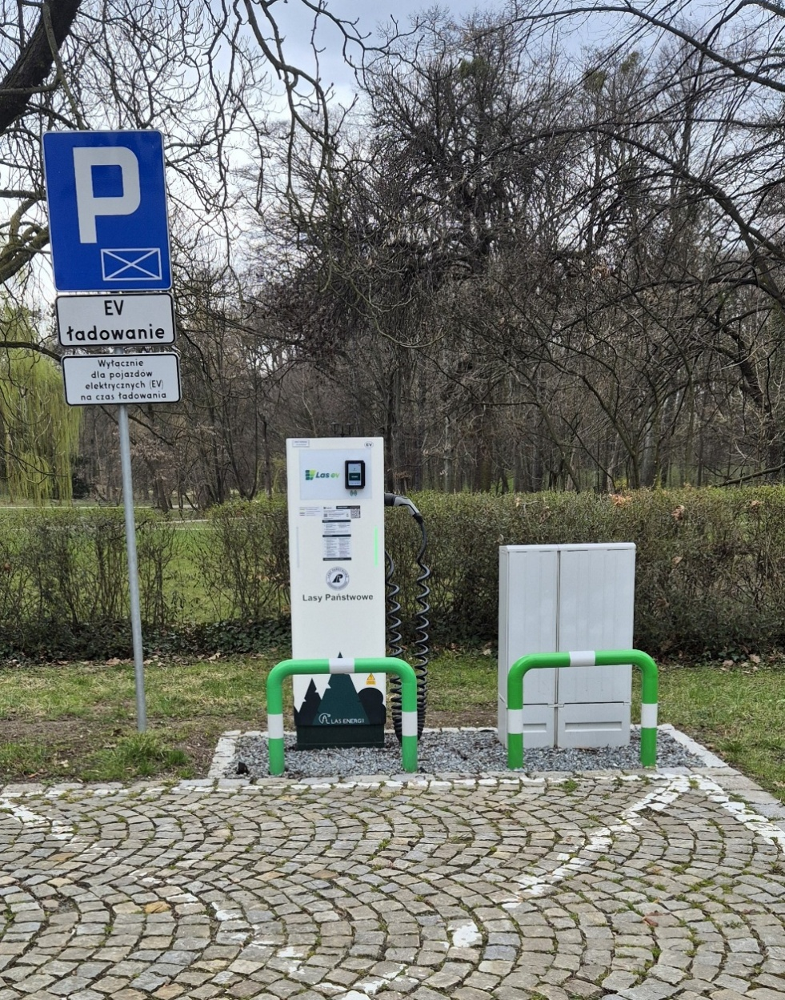 P
EV
ładowanie
Wyłącznie
dla pojazdów
elektrycznych (EV)
na czas ładowania
EV
Las ev
Lasy Państwowe
LAS ENERGII